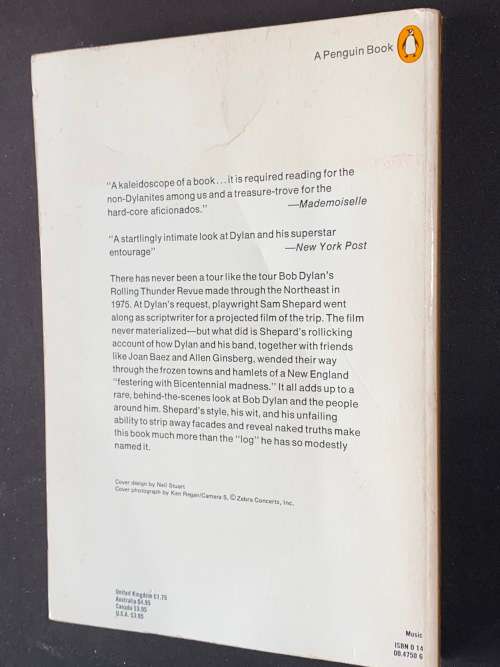 A Penguin Book
"A kaleidoscope of a book...it is required reading for the
non-Dylanites among us and a treasure-trove for the
hard-core aficionados."
—Mademoiselle
"A startlingly intimate look at Dylan and his superstar
entourage"
—New York Post
There has never been a tour like the tour Bob Dylan's
Rolling Thunder Revue made through the Northeast in
1975. At Dylan's request, playwright Sam Shepard went
along as scriptwriter for a projected film of the trip. The film
never materialized—but what did is Shepard's rollicking
account of how Dylan and his band, together with friends
like Joan Baez and Allen Ginsberg, wended their way
through the frozen towns and hamlets of a New England
"festering with Bicentennial madness." It all adds up to a
rare, behind-the-scenes look at Bob Dylan and the people
around him. Shepard's style, his wit, and his unfailing
ability to strip away facades and reveal naked truths make
this book much more than the "log" he has so modestly
named it.
Cover design by Neil Stuart
Cover photograph by Ken Regan/Camera 5, © Zebra Concerts, Inc.
United Kingdom £1.75
Australia $4.95
Canada $3.95
U.S.A. $3.95
Music
ISBN 0 14
00.4750 6